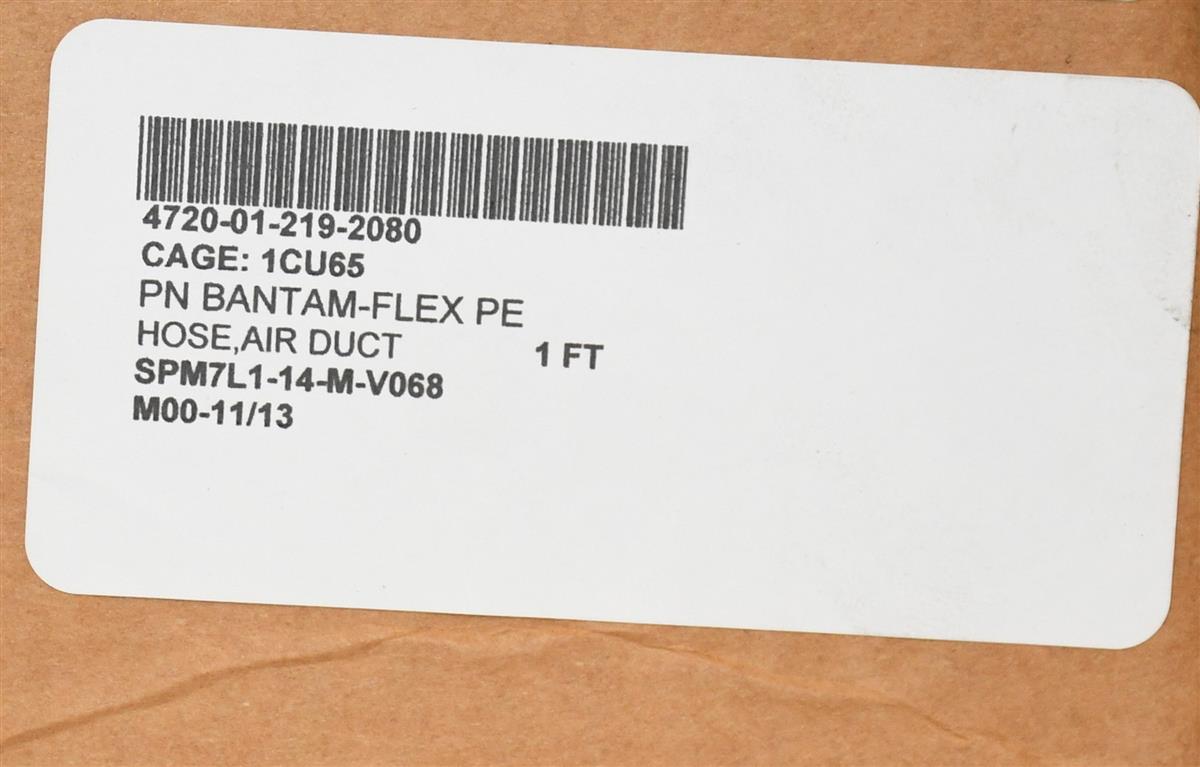 4720-01-219-2080
CAGE: 1CU65
PN BANTAM-FLEX PE
HOSE,AIR DUCT 1 FT
SPM7L1-14-M-V068
M00-11/13